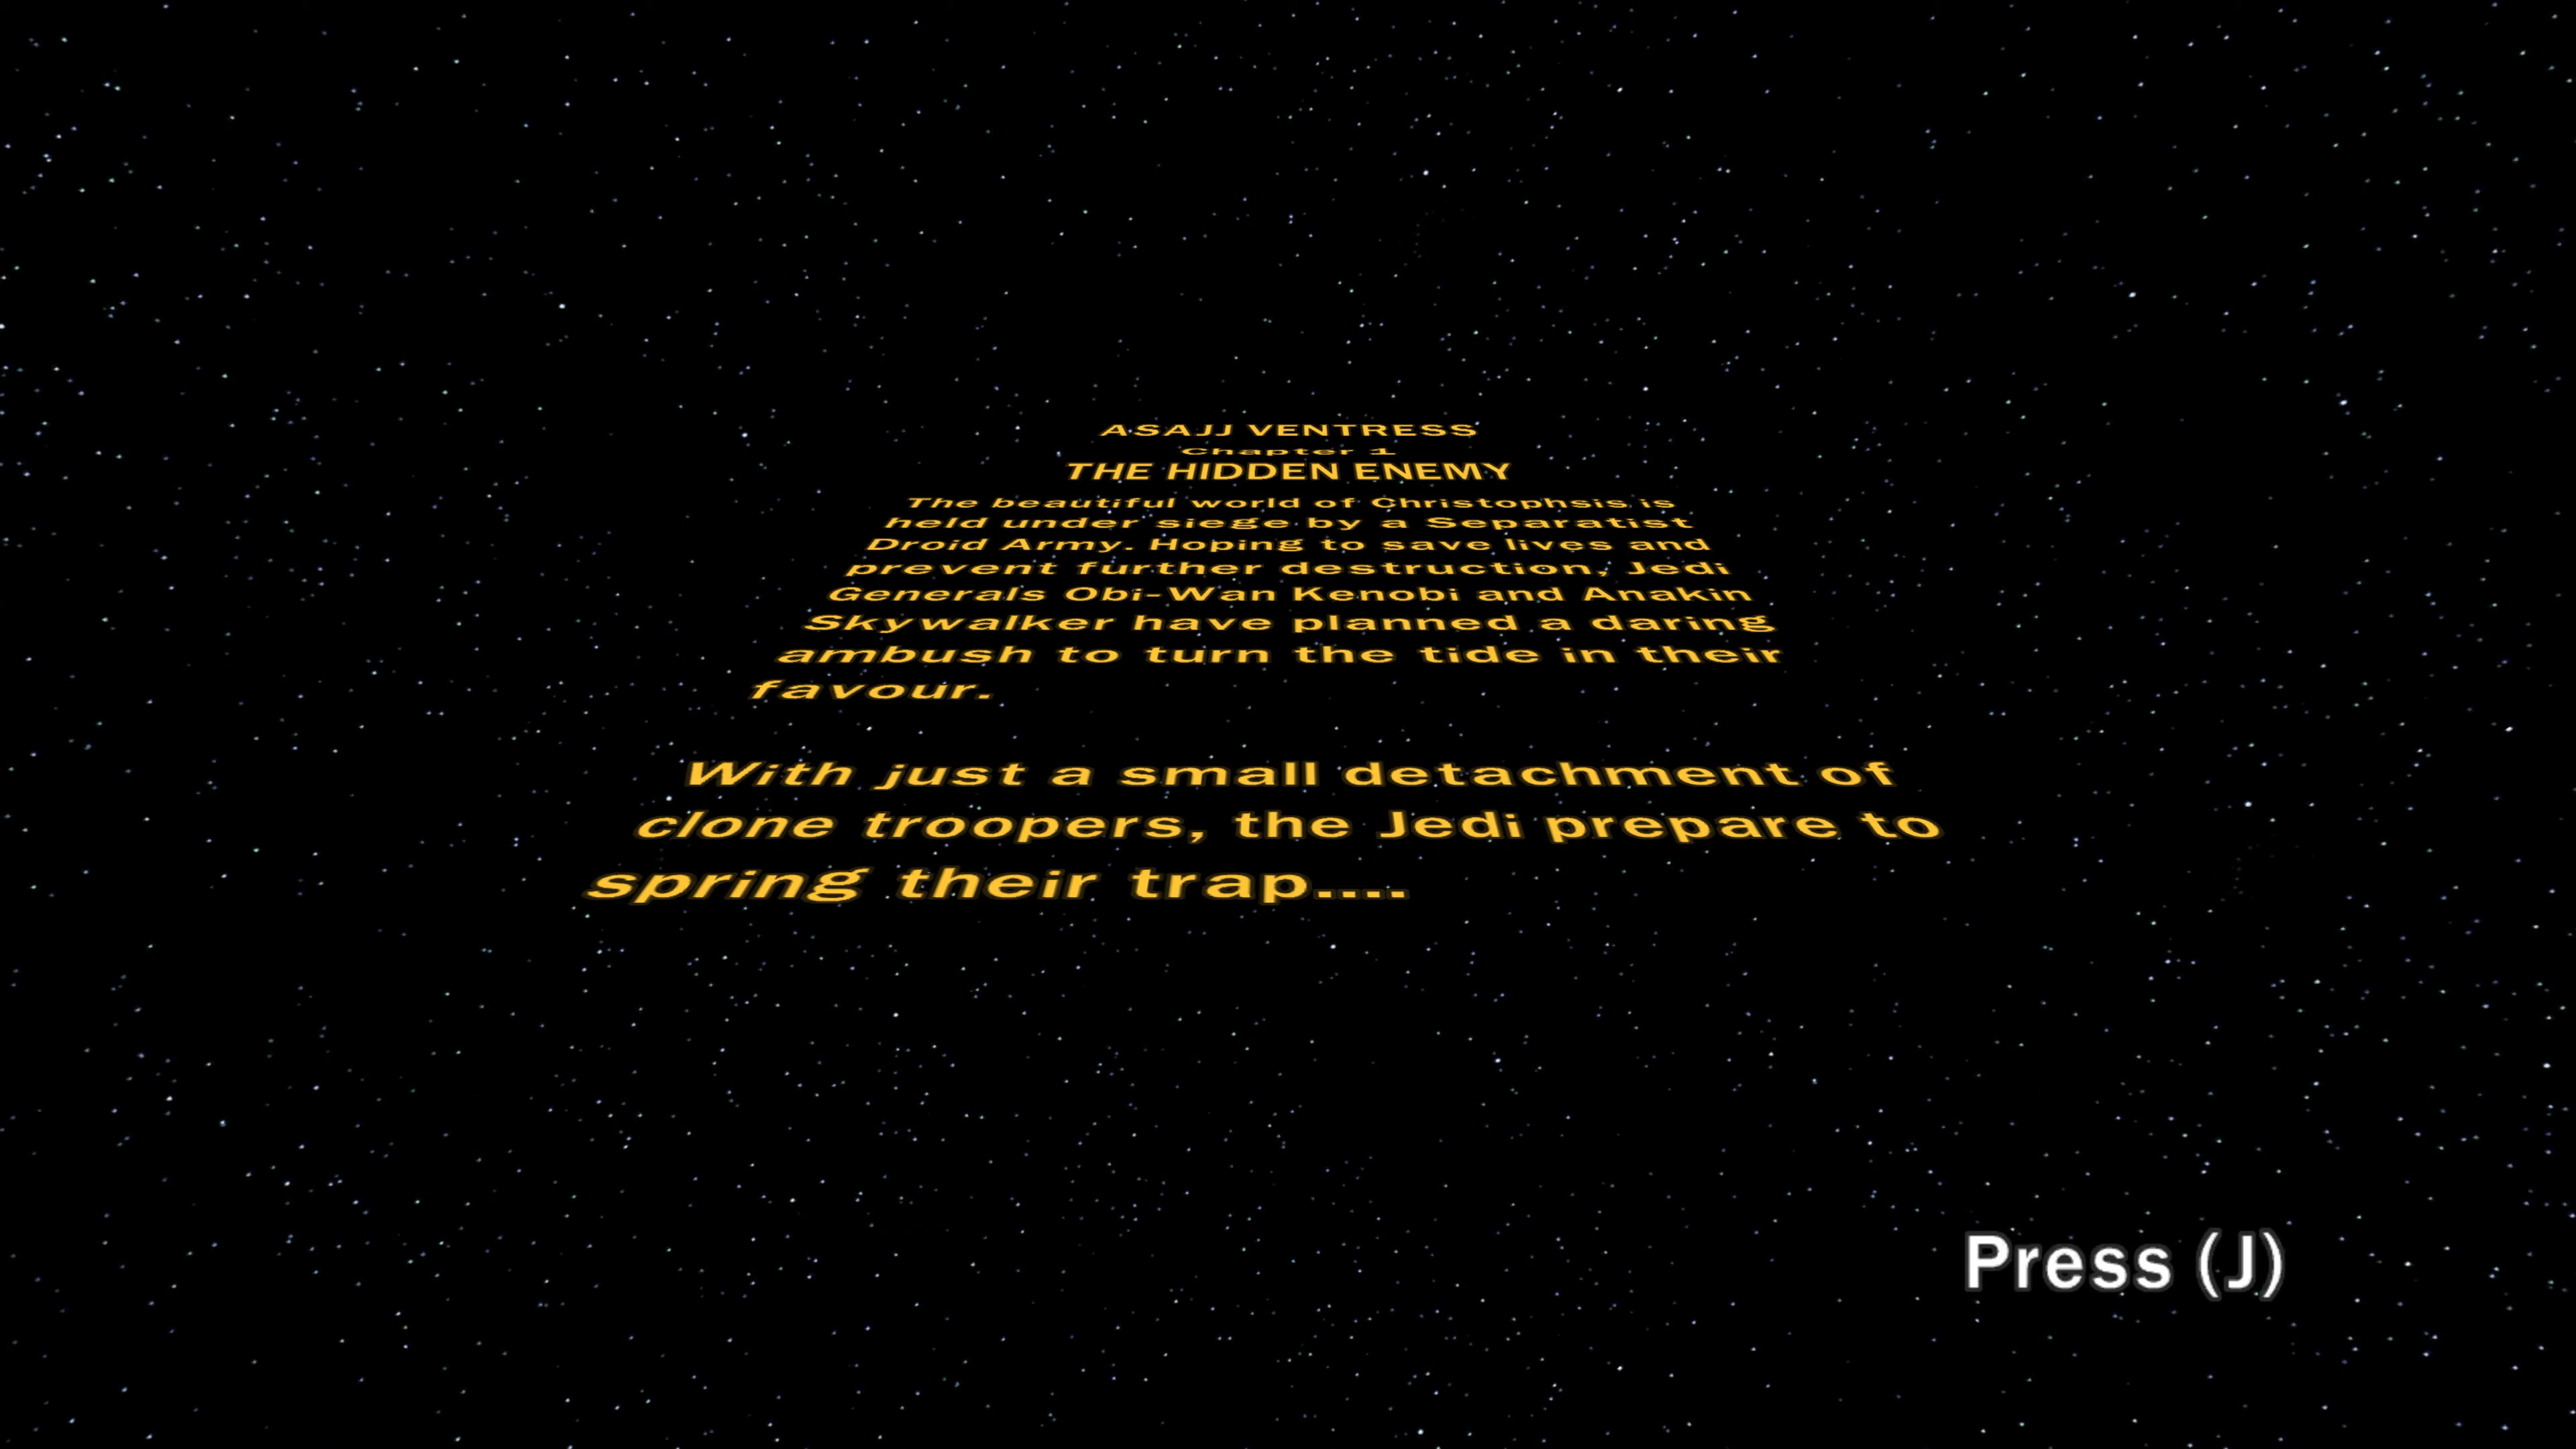 ASAJJ VENTRESS
Chapter 1
THE HIDDEN ENEMY
The beautiful world of Christophsis is
held under siege by a Separatist
Droid Army. Hoping to save lives and
prevent further destruction, Jedi
Generals Obi-Wan Kenobi and Anakin
Skywalker have planned a daring
ambush to turn the tide in their
favour.
With just a small detachment of
clone troopers, the Jedi prepare to
spring their trap....
Press (J)